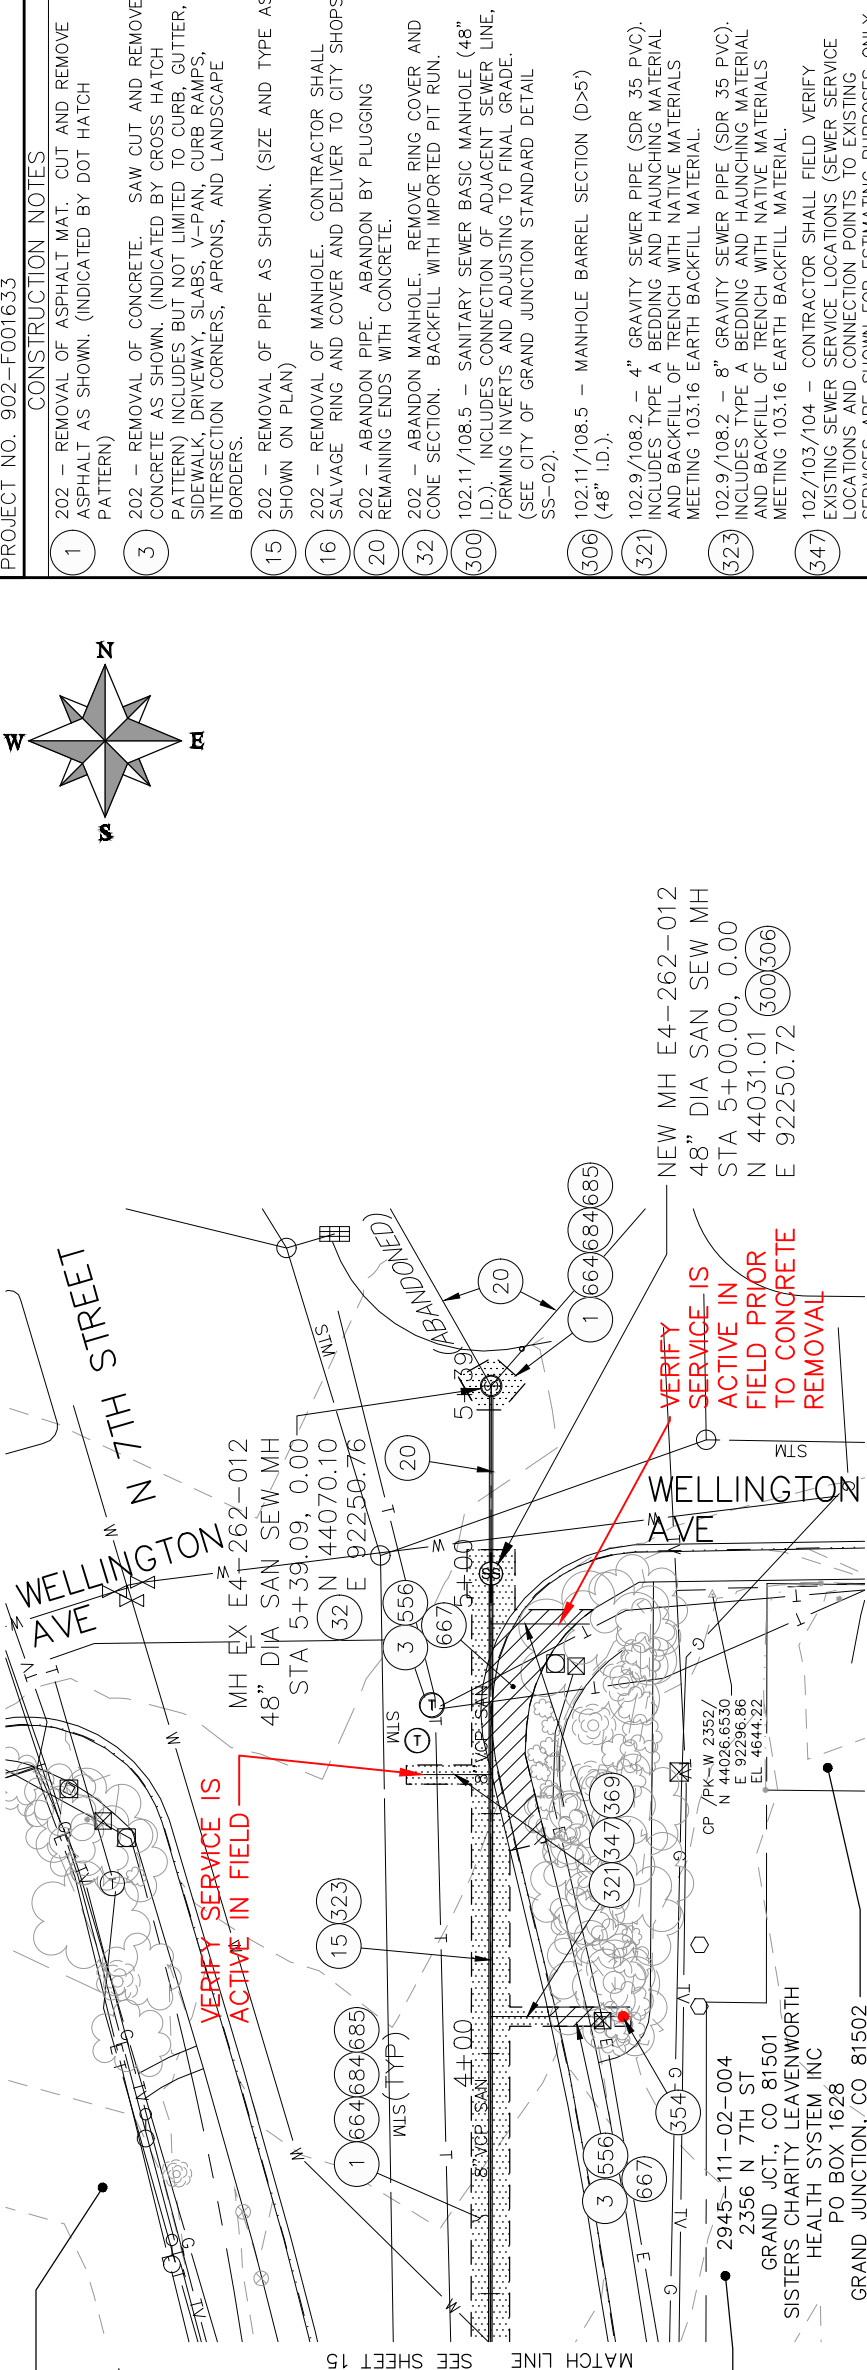 PROJECT NO. 902-F001633
CONSTRUCTION NOTES
1 202 - REMOVAL OF ASPHALT MAT. CUT AND REMOVE
ASPHALT AS SHOWN. (INDICATED BY DOT HATCH
PATTERN)
3 202 - REMOVAL OF CONCRETE. SAW CUT AND REMOVE
CONCRETE AS SHOWN. (INDICATED BY CROSS HATCH
PATTERN) INCLUDES BUT NOT LIMITED TO CURB, GUTTER,
SIDEWALK, DRIVEWAY, SLABS, V-PAN, CURB RAMPS,
INTERSECTION CORNERS, APRONS, AND LANDSCAPE
BORDERS.
15 202 - REMOVAL OF PIPE AS SHOWN. (SIZE AND TYPE AS
SHOWN ON PLAN)
16 202 - REMOVAL OF MANHOLE. CONTRACTOR SHALL
SALVAGE RING AND COVER AND DELIVER TO CITY SHOPS
20 202 - ABANDON PIPE. ABANDON BY PLUGGING
REMAINING ENDS WITH CONCRETE.
32 202 - ABANDON MANHOLE. REMOVE RING COVER AND
CONE SECTION. BACKFILL WITH IMPORTED PIT RUN.
300 102.11/108.5 - SANITARY SEWER BASIC MANHOLE (48"
I.D.). INCLUDES CONNECTION OF ADJACENT SEWER LINE,
FORMING INVERTS AND ADJUSTING TO FINAL GRADE.
(SEE CITY OF GRAND JUNCTION STANDARD DETAIL
SS-02).
306 102.11/108.5 - MANHOLE BARREL SECTION (D>5')
(48" I.D.).
321 102.9/108.2 - 4" GRAVITY SEWER PIPE (SDR 35 PVC).
INCLUDES TYPE A BEDDING AND HAUNCHING MATERIAL
AND BACKFILL OF TRENCH WITH NATIVE MATERIALS
MEETING 103.16 EARTH BACKFILL MATERIAL.
323 102.9/108.2 - 8" GRAVITY SEWER PIPE (SDR 35 PVC).
INCLUDES TYPE A BEDDING AND HAUNCHING MATERIAL
AND BACKFILL OF TRENCH WITH NATIVE MATERIALS
MEETING 103.16 EARTH BACKFILL MATERIAL.
347 102/103/104 - CONTRACTOR SHALL FIELD VERIFY
EXISTING SEWER SERVICE LOCATIONS (SEWER SERVICE
LOCATIONS AND CONNECTION POINTS TO EXISTING
SERVICES ARE SHOWN FOR ESTIMATING PURPOSES ONLY
N
W
E
S
N 7TH STREET
WELLINGTON
AVE
MH EX E4-262-012
48" DIA SAN SEW MH
STA 5+39.09, 0.00
32 N 44070.10
E 92250.76
NEW MH E4-262-012
48" DIA SAN SEW MH
STA 5+00.00, 0.00
N 44031.01 300 306
E 92250.72
(ABANDONED)
20
20
1 664 684 685
5+39
5+00
4+00
VERIFY
SERVICE IS
ACTIVE IN
FIELD PRIOR
TO CONCRETE
REMOVAL
WELLINGTON
AVE
3 556
667
VERIFY SERVICE IS
ACTIVE IN FIELD
15 323
1 664 684 685
(TYP)
8" VCP SAN
8" VCP SAN
321 347 369
3 556
667
354
CP /PK-W 2352/
N 44026.6530
E 92296.86
EL 4644.22
STM
STM
STM
STM
2945-111-02-004
2356 N 7TH ST
GRAND JCT., CO 81501
SISTERS CHARITY LEAVENWORTH
HEALTH SYSTEM INC
PO BOX 1628
GRAND JUNCTION, CO 81502
MATCH LINE SEE SHEET 15